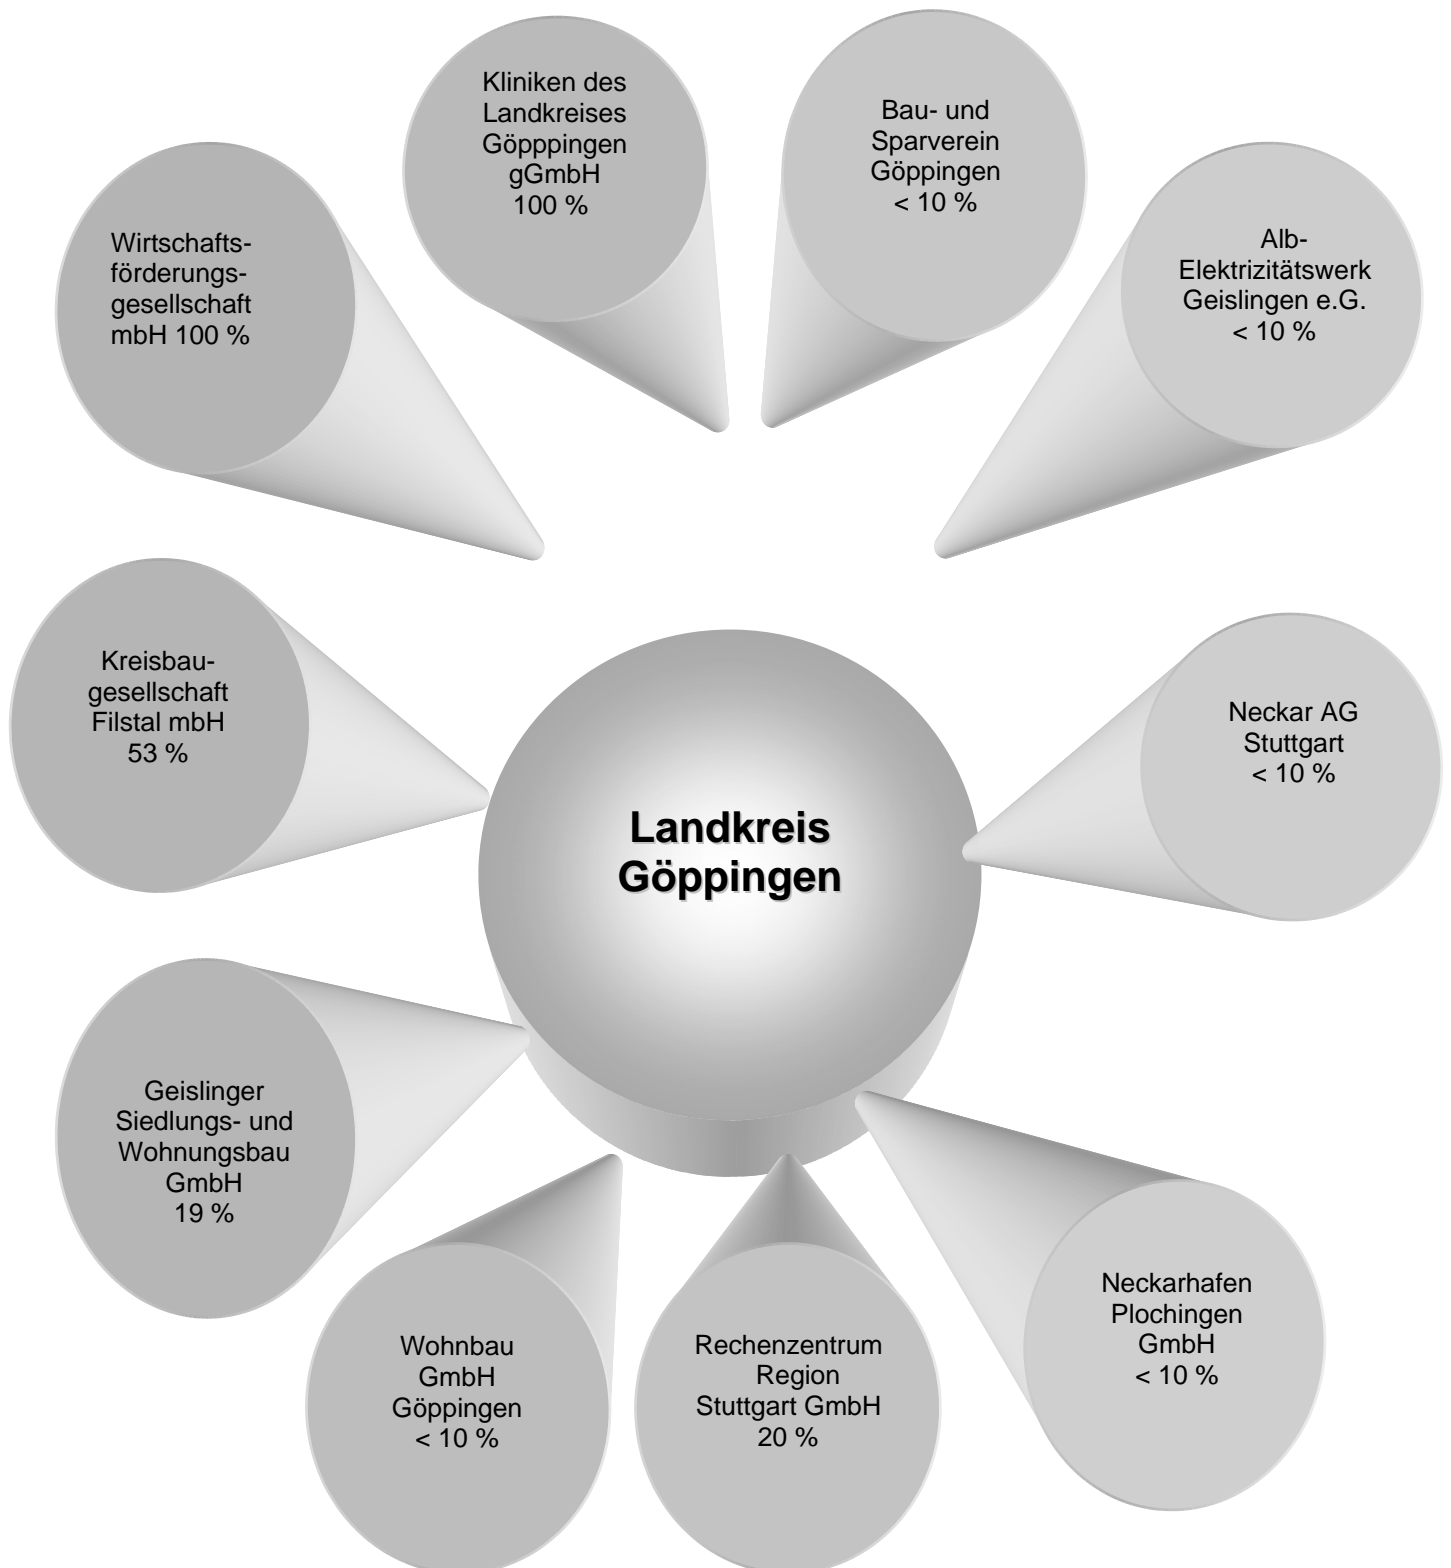 Kliniken des
Landkreises
Göpppingen
gGmbH
100 %
Bau- und
Sparverein
Göppingen
< 10 %
Wirtschafts-
förderungs-
gesellschaft
mbH 100 %
Alb-
Elektrizitätswerk
Geislingen e.G.
< 10 %
Kreisbau-
gesellschaft
Filstal mbH
53 %
Neckar AG
Stuttgart
< 10 %
Landkreis
Göppingen
Geislinger
Siedlungs- und
Wohnungsbau
GmbH
19 %
Wohnbau
GmbH
Göppingen
< 10 %
Rechenzentrum
Region
Stuttgart GmbH
20 %
Neckarhafen
Plochingen
GmbH
< 10 %